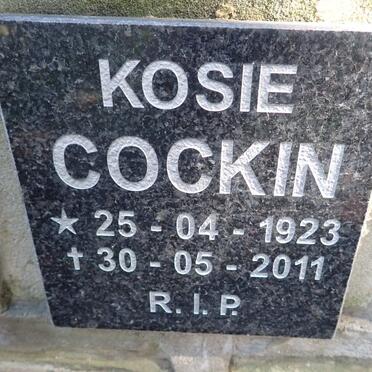 KOSIE
COCKIN
★ 25 - 04 - 1923
✝ 30 - 05 - 2011
R.I.P.